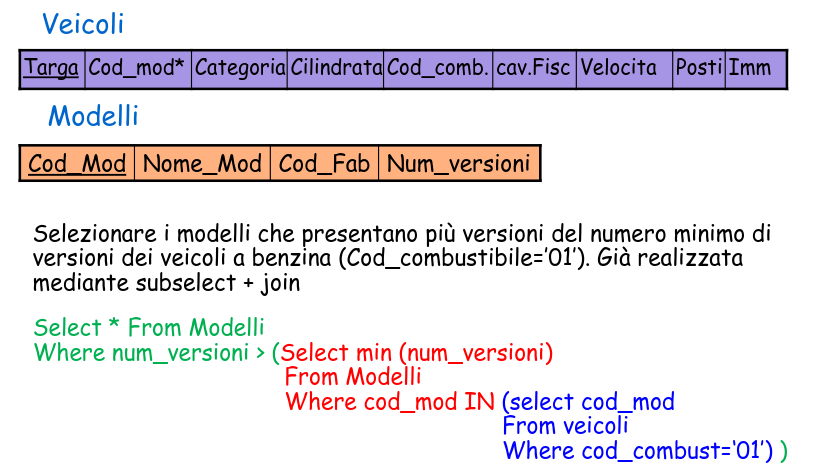 Veicoli
Targa Cod_mod* Categoria Cilindrata Cod_comb. cav.Fisc Velocita Posti Imm
Modelli
Cod_Mod Nome_Mod Cod_Fab Num_versioni
Selezionare i modelli che presentano più versioni del numero minimo di
versioni dei veicoli a benzina (Cod_combustibile=’01’). Già realizzata
mediante subselect + join
Select * From Modelli
Where num_versioni > (Select min (num_versioni)
From Modelli
Where cod_mod IN (select cod_mod
From veicoli
Where cod_combust=‘01’) )